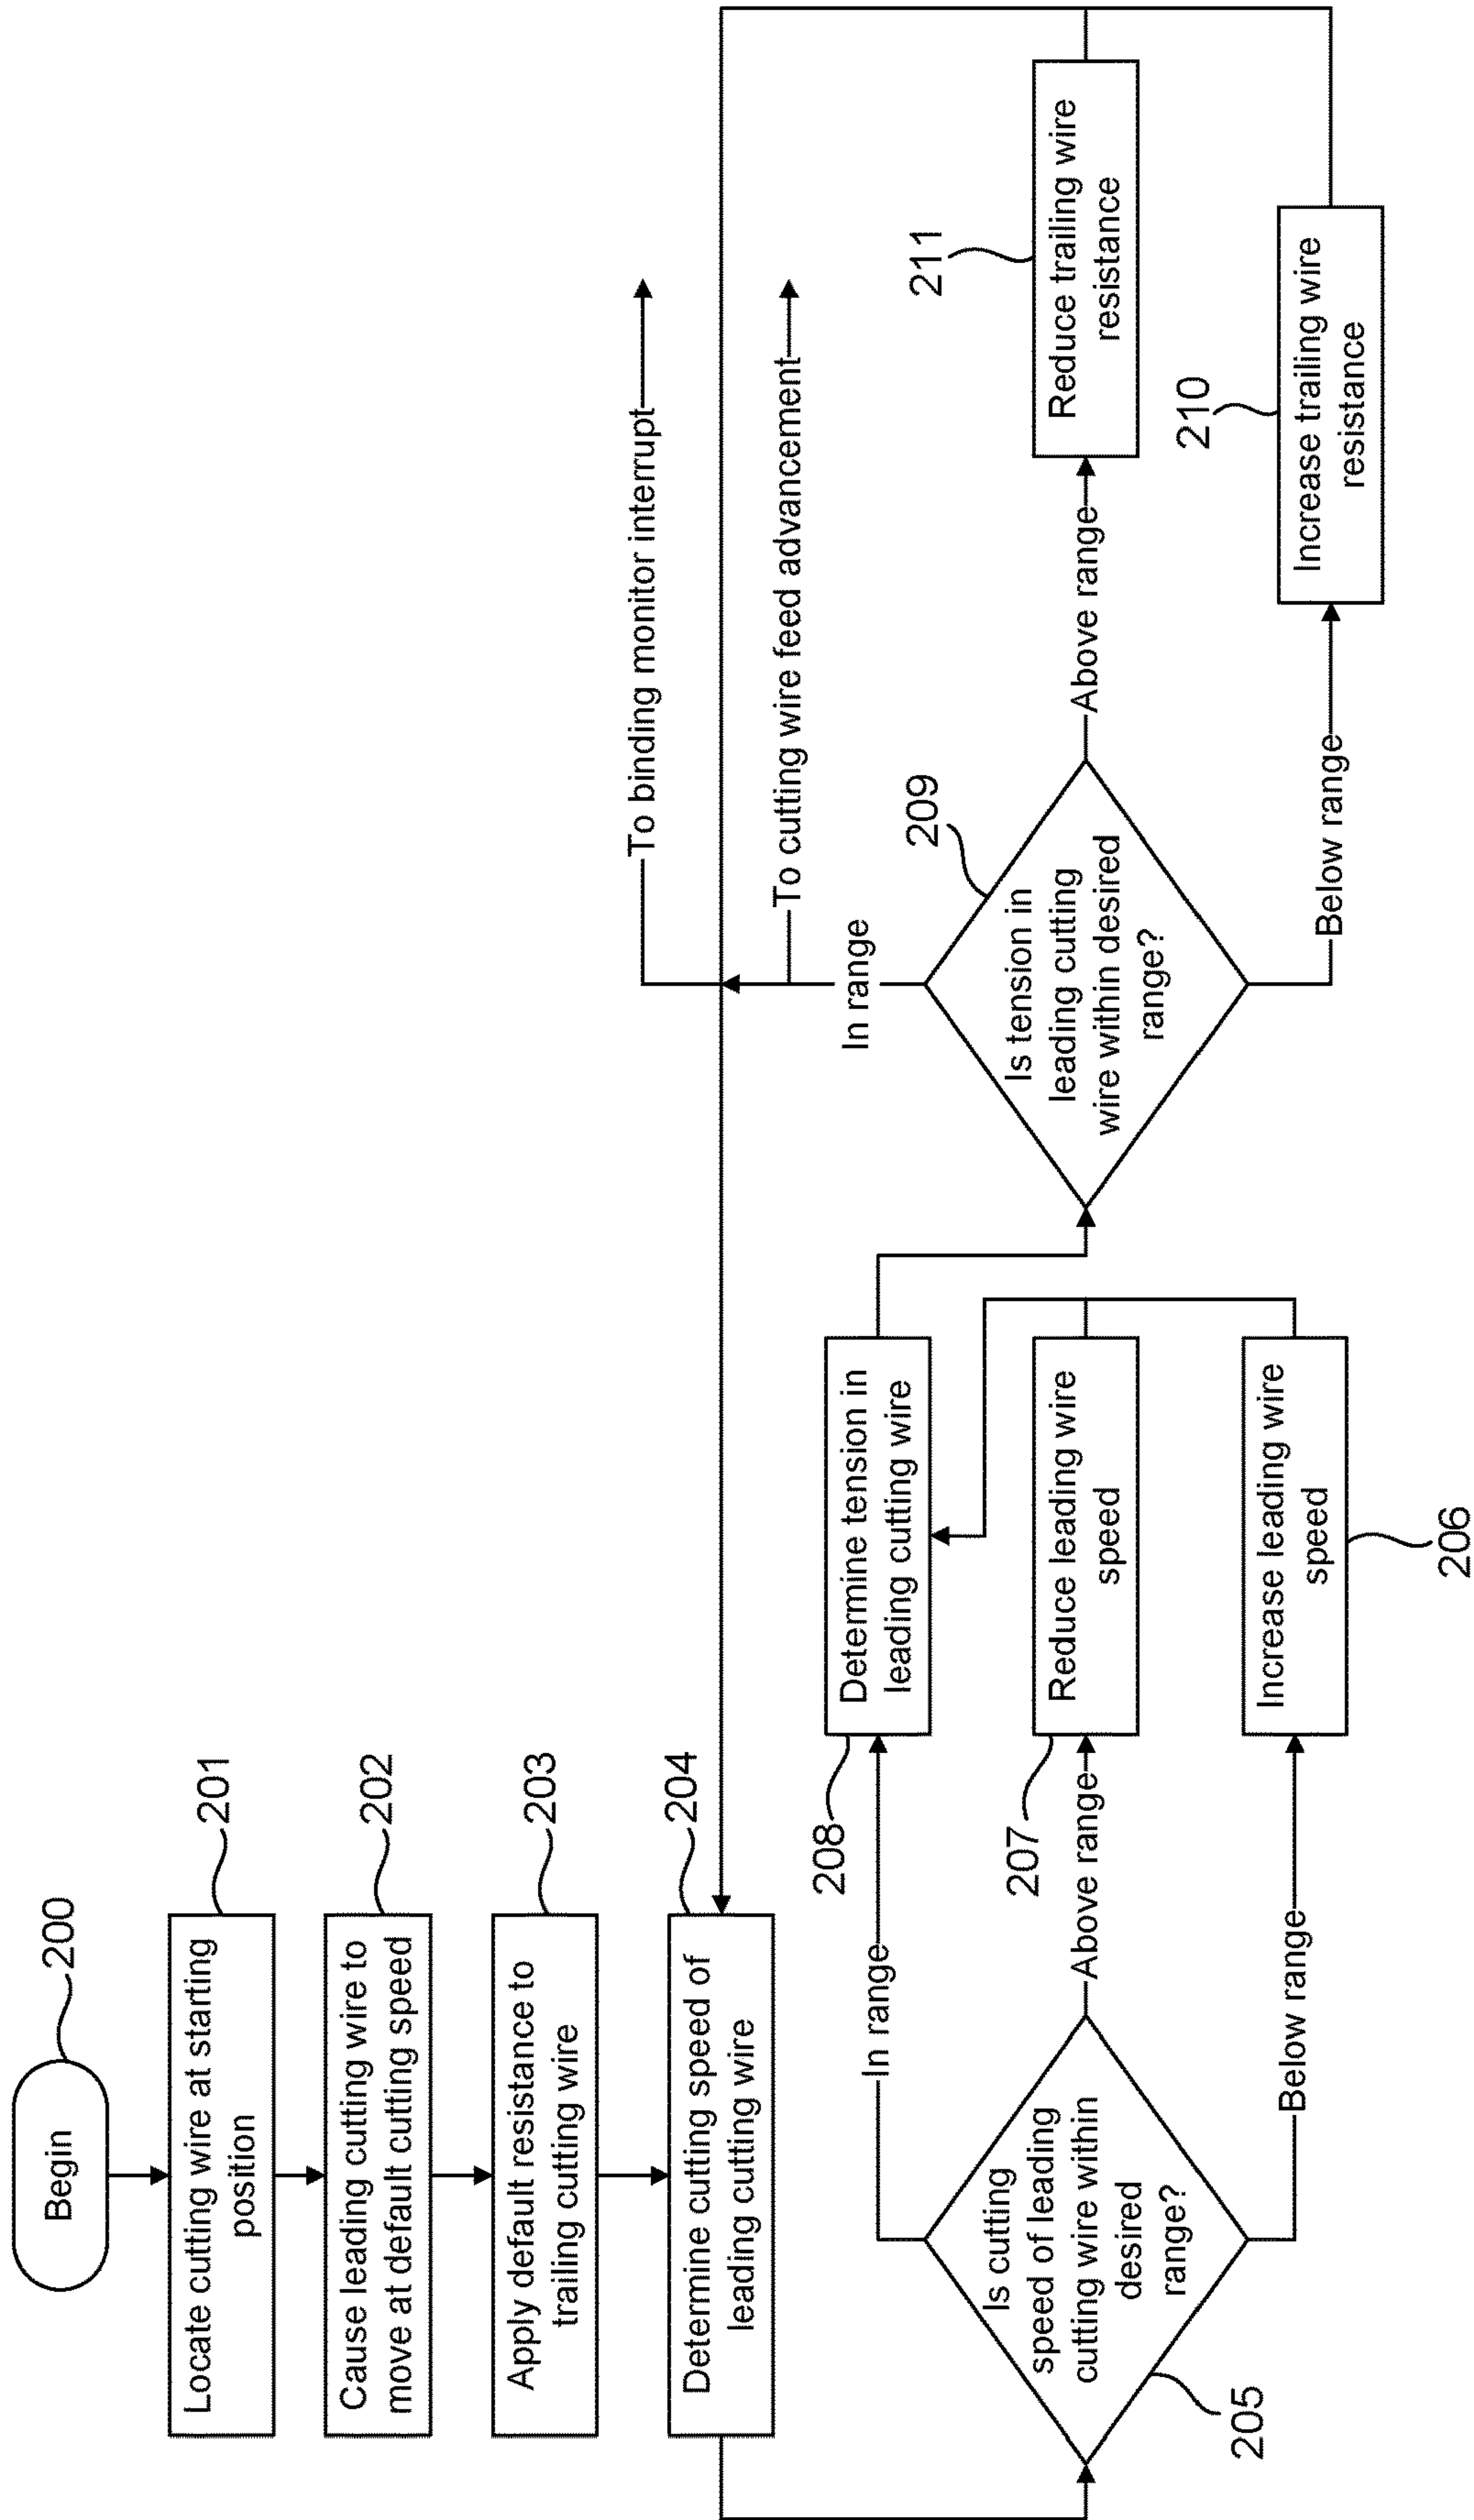 Begin
200
Locate cutting wire at starting
position
201
Cause leading cutting wire to
move at default cutting speed
202
Apply default resistance to
trailing cutting wire
203
Determine cutting speed of
leading cutting wire
204
Is cutting
speed of leading
cutting wire within
desired
range?
205
In range
Above range
Below range
208
Determine tension in
leading cutting wire
207
Reduce leading wire
speed
Increase leading wire
speed
206
Is tension in
leading cutting
wire within desired
range?
209
In range
To binding monitor interrupt
To cutting wire feed advancement
Above range
Below range
Reduce trailing wire
resistance
211
Increase trailing wire
resistance
210